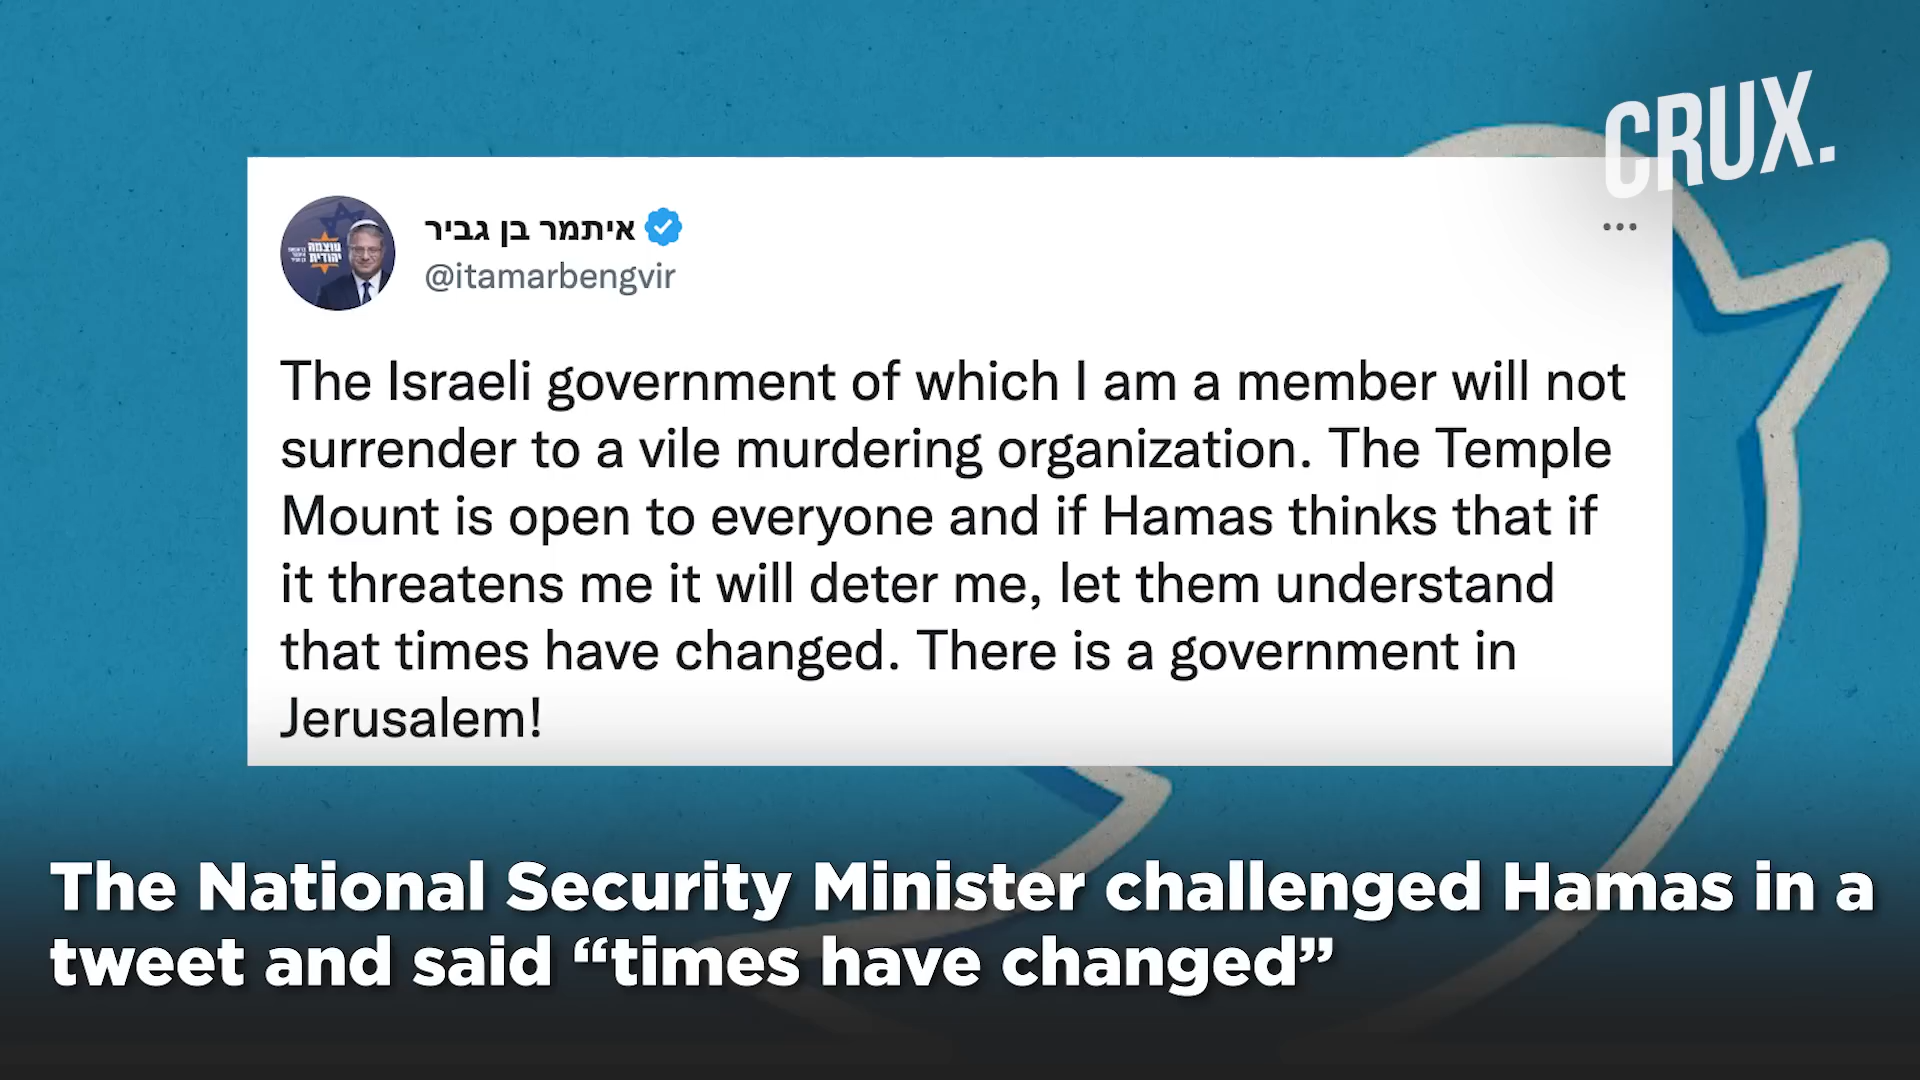 CRUX.
איתמר בן גביר
@itamarbengvir
עוצמה
יהודית
The Israeli government of which I am a member will not
surrender to a vile murdering organization. The Temple
Mount is open to everyone and if Hamas thinks that if
it threatens me it will deter me, let them understand
that times have changed. There is a government in
Jerusalem!
The National Security Minister challenged Hamas in a
tweet and said “times have changed”